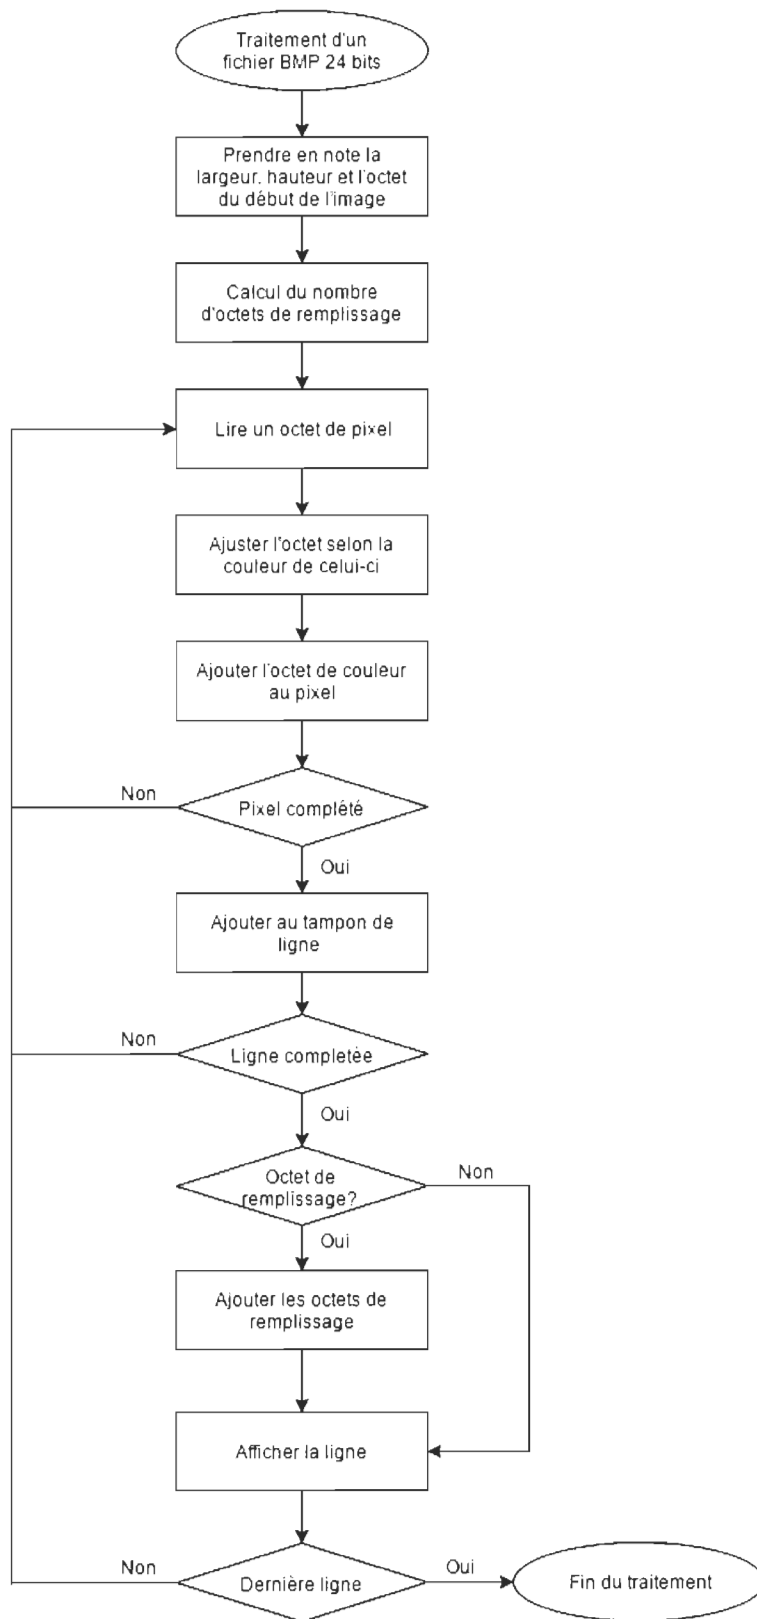 Traitement d'un
fichier BMP 24 bits
Prendre en note la
largeur, hauteur et l'octet
du début de l'image
Calcul du nombre
d'octets de remplissage
Lire un octet de pixel
Ajuster l'octet selon la
couleur de celui-ci
Ajouter l'octet de couleur
au pixel
Non
Pixel complété
Oui
Ajouter au tampon de
ligne
Non
Ligne completée
Oui
Octet de
remplissage?
Non
Oui
Ajouter les octets de
remplissage
Afficher la ligne
Non
Dernière ligne
Oui
Fin du traitement